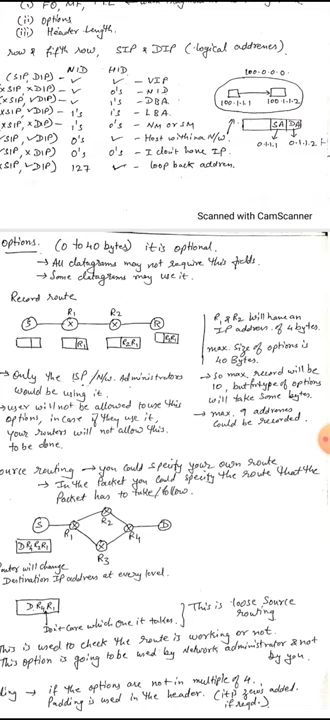 (i) FO, MF,
(ii) options
(iii) Header Length.
row & fifth row, SIP & DIP (logical addresses).
NID HID
(SIP, DIP) - ✓ ✓ - VIP
×SIP, ×DIP) - ✓ 0's - NID
(×SIP, ✓DIP) - ✓ 1's - DBA
×SIP, ✓DIP) - 1's 1's - LBA
×SIP, ×DIP) - 1's 0's - NM or SM
✓SIP, ✓DIP) 0's ✓ - Host within a N/w.
✓SIP, ×DIP) 0's 0's - I don't have IP.
×SIP, ✓DIP) 127 ✓ - loop back address.
100.0.0.0
100.1.1.1 100.1.1.2
SA DA
0.1.1.1 0.1.1.2
Scanned with CamScanner
options. (0 to 40 bytes) it is optional.
→ All datagrams may not require this fields.
→ Some datagrams may use it.
Record route
R1 R2
S X X R
R1 R2R1
R1 & R2 will have an
IP address of 4 bytes.
max. size of options is
40 Bytes.
→ So max. record will be
10, but n type of options
will take some bytes.
→ max. 9 addresses
could be recorded.
→ Only the ISP /N/w. Administrators
would be using it.
→ user will not be allowed to use this
options, in case if they use it,
your routers will not allow this.
to be done.
Source routing → you could specify your own route
→ In the Packet you could specify the route that the
Packet has to take/follow.
S R1 R2 R4 D
R3
Router will change
Destination IP address at every level.
D R4 R1
Don't care which one it takes.
This is loose Source
routing
This is used to check the route is working or not.
This option is going to be used by Network administrator & not
by you.
ding → if the options are not in multiple of 4.
Padding is used in the header. (it is zeros added.
if reqd.)